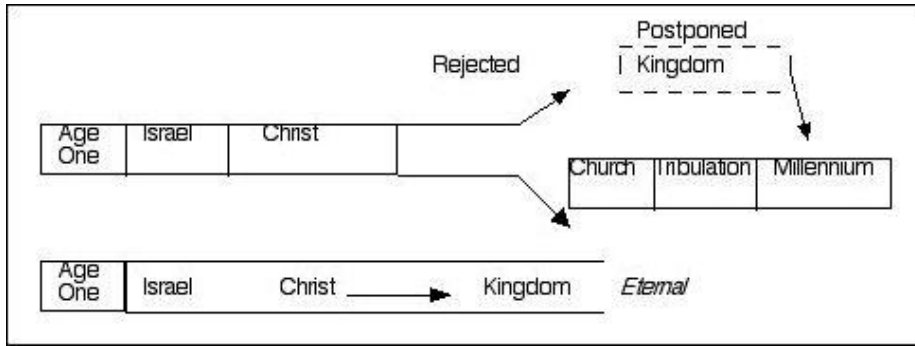 Postponed
Rejected
Kingdom
Age One
Israel
Christ
Church
Tribulation
Millennium
Age One
Israel
Christ
Kingdom
Eternal